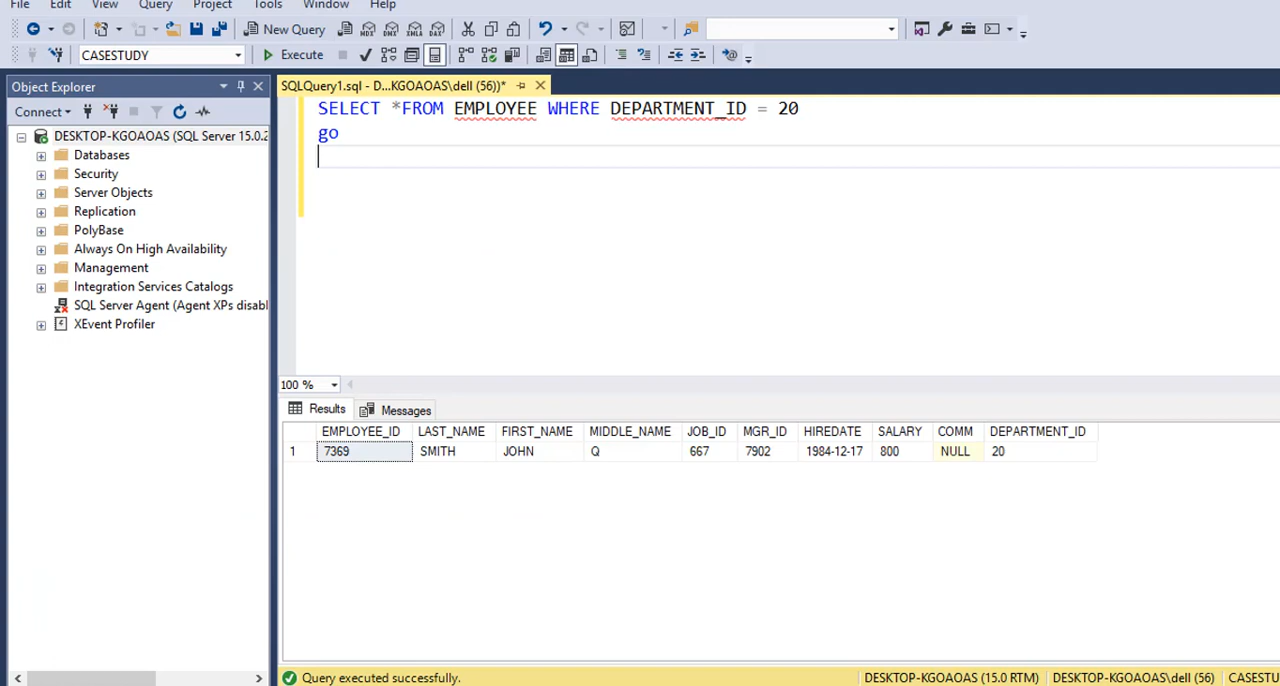 File Edit View Query Project Tools Window Help
New Query MDX DMX XMLA DAX
CASESTUDY Execute
Object Explorer
SQLQuery1.sql - D...KGOAOAS\dell (56))*
Connect
SELECT *FROM EMPLOYEE WHERE DEPARTMENT_ID = 20
go
DESKTOP-KGOAOAS (SQL Server 15.0.2
Databases
Security
Server Objects
Replication
PolyBase
Always On High Availability
Management
Integration Services Catalogs
SQL Server Agent (Agent XPs disabl
XEvent Profiler
100 %
Results Messages
EMPLOYEE_ID LAST_NAME FIRST_NAME MIDDLE_NAME JOB_ID MGR_ID HIREDATE SALARY COMM DEPARTMENT_ID
1 7369 SMITH JOHN Q 667 7902 1984-12-17 800 NULL 20
Query executed successfully. DESKTOP-KGOAOAS (15.0 RTM) DESKTOP-KGOAOAS\dell (56) CASESTU